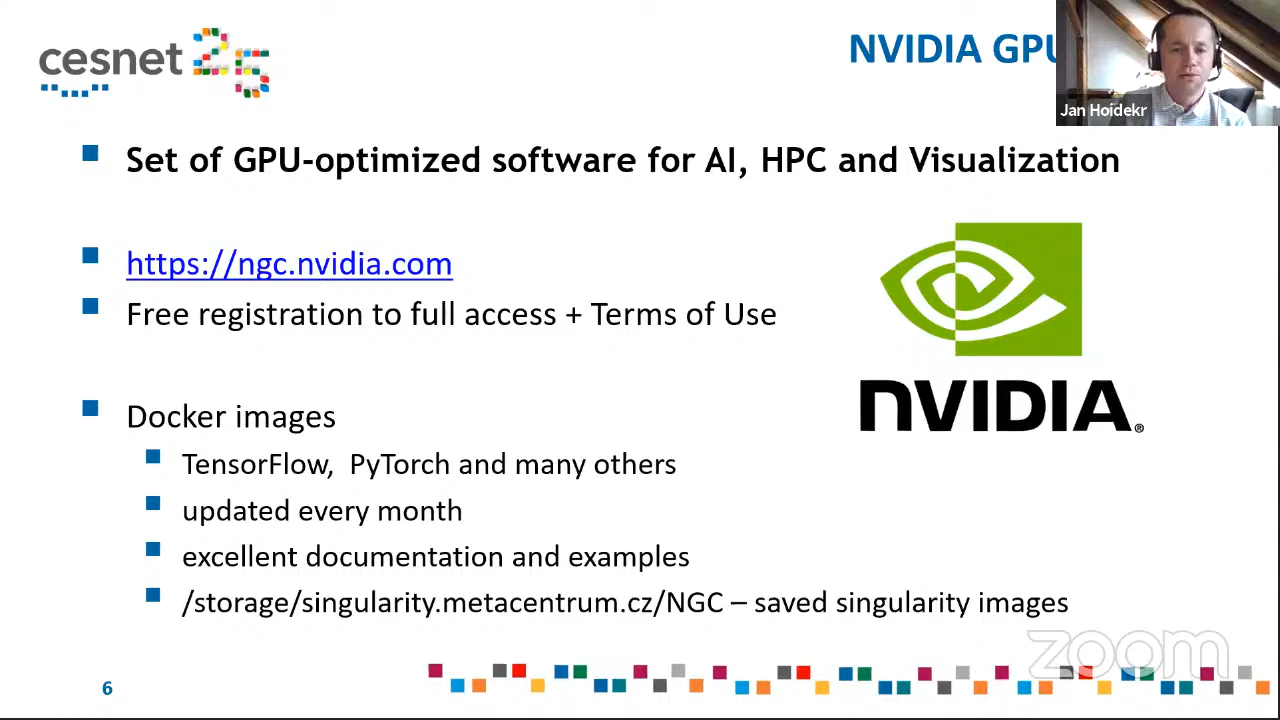 cesnet 25
NVIDIA GPU
Jan Hoidekr
Set of GPU-optimized software for AI, HPC and Visualization
https://ngc.nvidia.com
Free registration to full access + Terms of Use
NVIDIA®
Docker images
TensorFlow, PyTorch and many others
updated every month
excellent documentation and examples
/storage/singularity.metacentrum.cz/NGC – saved singularity images
zoom
6